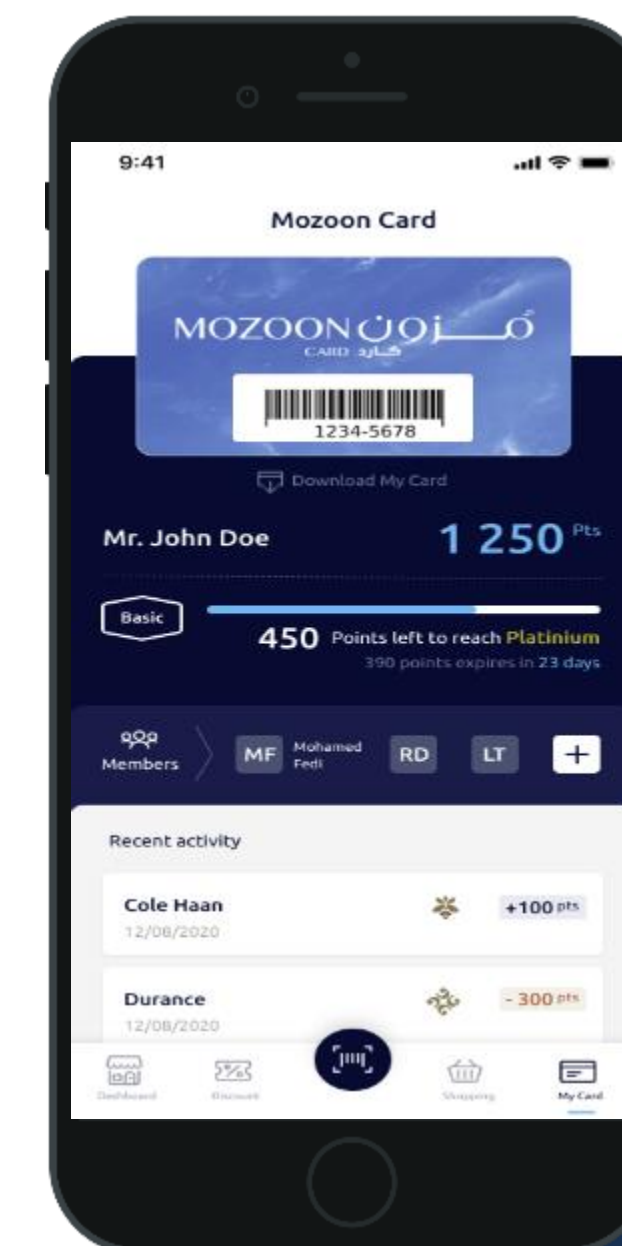 9:41
Mozoon Card
MOZOON مُـزون
CARD كارد
1234-5678
Download My Card
Mr. John Doe
1 250 Pts
Basic
450 Points left to reach Platinium
390 points expires in 23 days
Members
MF
Mohamed
Fedi
RD
LT
+
Recent activity
Cole Haan
+100 pts
12/08/2020
Durance
- 300 pts
12/08/2020
Dashboard
Discount
Shopping
My Card